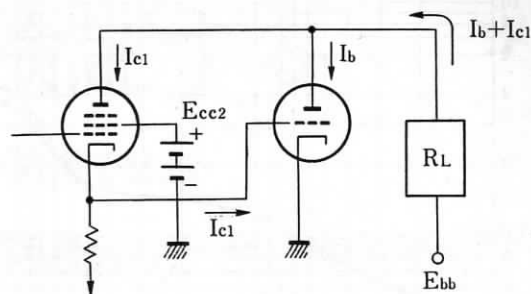 Ib+Ic1
Ic1
Ib
Ecc2
+
−
RL
Ic1
Ebb